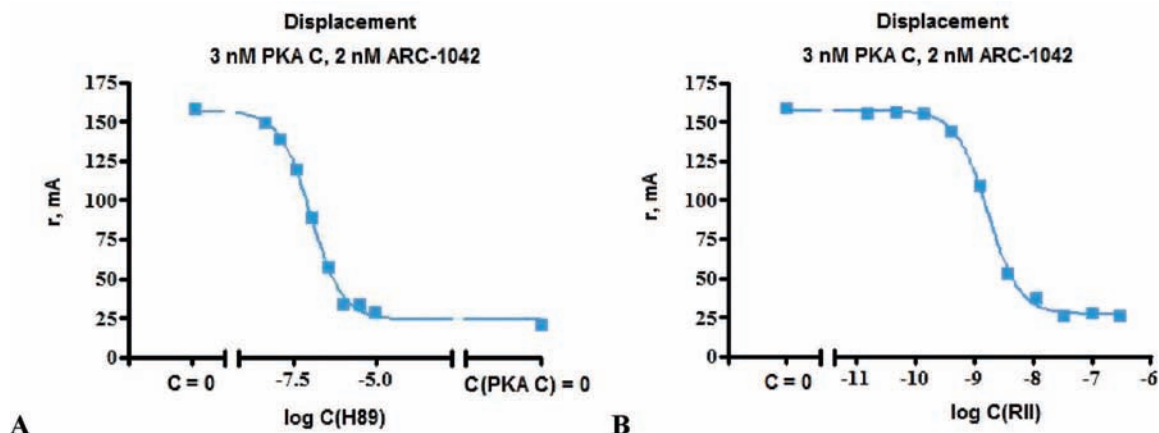 Displacement
3 nM PKA C, 2 nM ARC-1042
175
150
125
100
75
50
25
0
r, mA
C = 0
-7.5
-5.0
C(PKA C) = 0
log C(H89)
A
Displacement
3 nM PKA C, 2 nM ARC-1042
175
150
125
100
75
50
25
0
r, mA
C = 0
-11
-10
-9
-8
-7
-6
log C(RII)
B